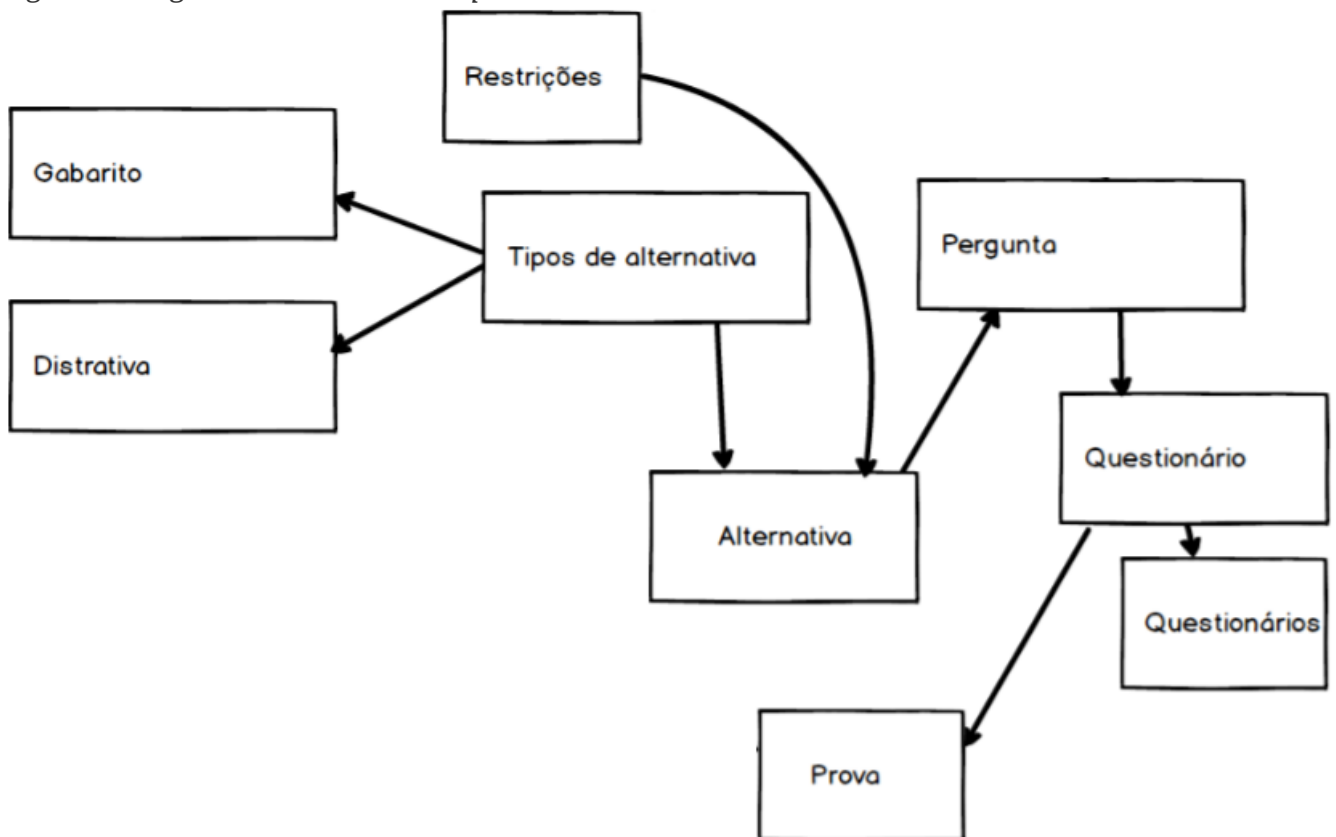 Restrições
Gabarito
Tipos de alternativa
Pergunta
Distrativa
Questionário
Alternativa
Questionários
Prova